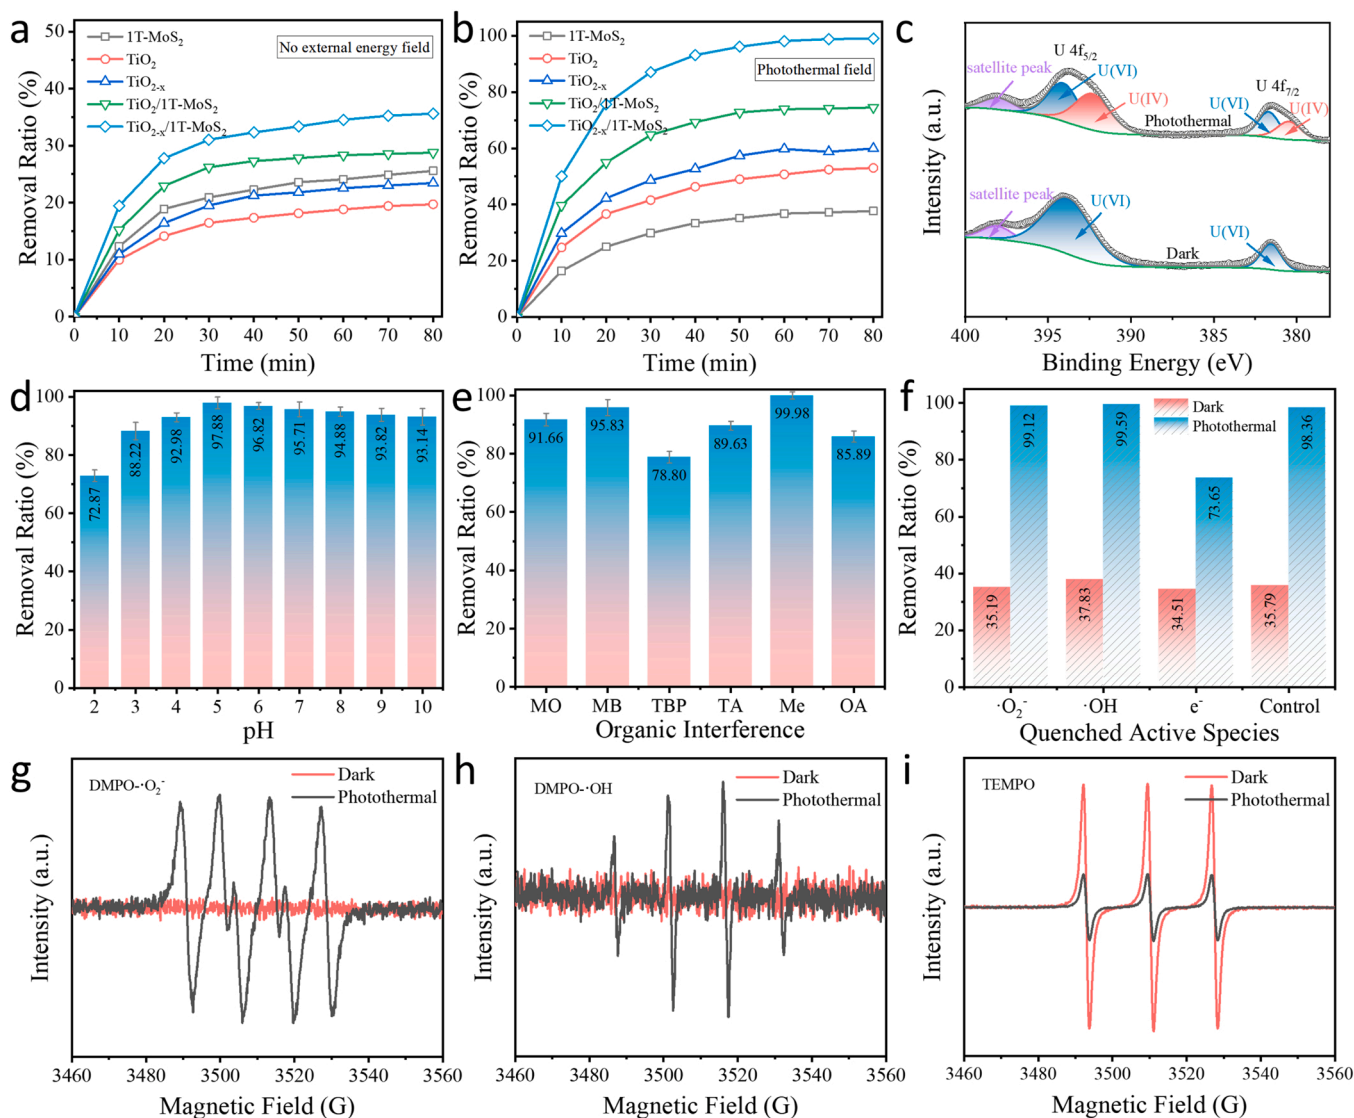 a
50
40
30
20
10
0
Removal Ratio (%)
1T-MoS₂
TiO₂
TiO₂₋ₓ
TiO₂/1T-MoS₂
TiO₂₋ₓ/1T-MoS₂
No external energy field
0 10 20 30 40 50 60 70 80
Time (min)
b
100
80
60
40
20
0
Removal Ratio (%)
1T-MoS₂
TiO₂
TiO₂₋ₓ
TiO₂/1T-MoS₂
TiO₂₋ₓ/1T-MoS₂
Photothermal field
0 10 20 30 40 50 60 70 80
Time (min)
c
Intensity (a.u.)
U 4f₅/₂
satellite peak
U(VI)
U(IV)
U 4f₇/₂
U(VI)
U(IV)
Photothermal
satellite peak
U(VI)
U(VI)
Dark
400 395 390 385 380
Binding Energy (eV)
d
100
80
60
40
20
0
Removal Ratio (%)
72.87
88.22
92.98
97.88
96.82
95.71
94.88
93.82
93.14
2 3 4 5 6 7 8 9 10
pH
e
100
80
60
40
20
0
Removal Ratio (%)
91.66
95.83
78.80
89.63
99.98
85.89
MO MB TBP TA Me OA
Organic Interference
f
100
80
60
40
20
0
Removal Ratio (%)
Dark
Photothermal
35.19
99.12
37.83
99.59
34.51
73.65
35.79
98.36
·O₂⁻ ·OH e⁻ Control
Quenched Active Species
g
DMPO-·O₂⁻
Dark
Photothermal
Intensity (a.u.)
3460 3480 3500 3520 3540 3560
Magnetic Field (G)
h
DMPO-·OH
Dark
Photothermal
Intensity (a.u.)
3460 3480 3500 3520 3540 3560
Magnetic Field (G)
i
TEMPO
Dark
Photothermal
Intensity (a.u.)
3460 3480 3500 3520 3540 3560
Magnetic Field (G)